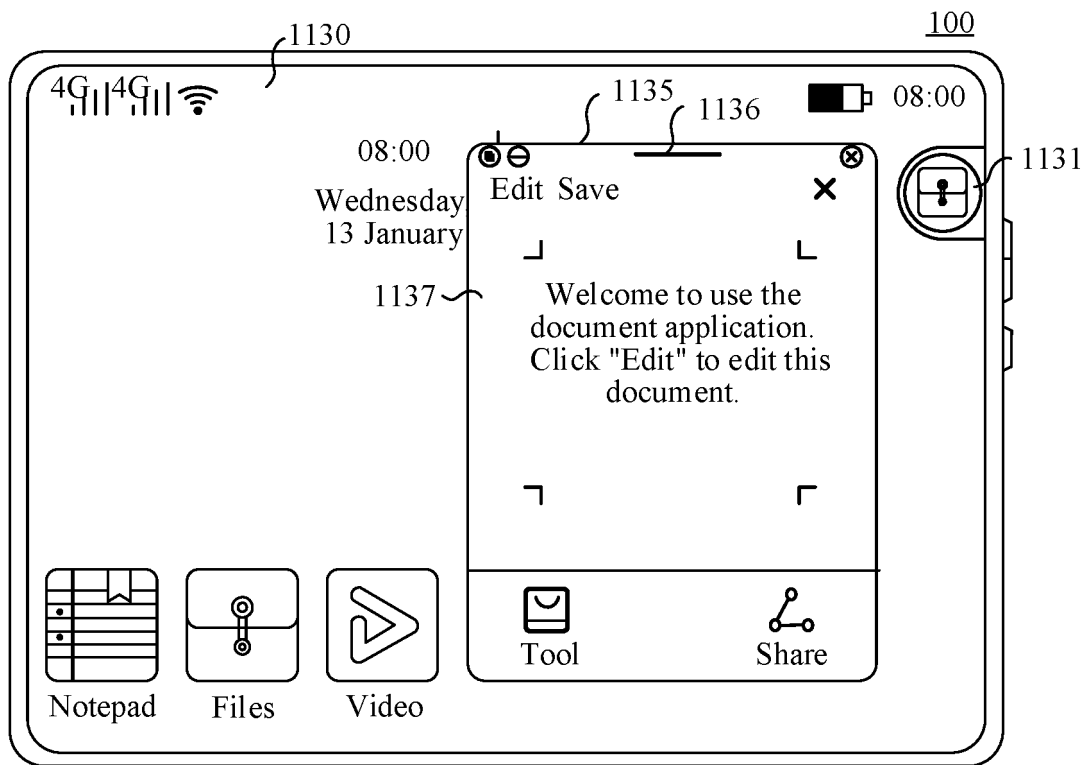 100
1130
4G 4G
08:00
1135
1136
1131
08:00
Wednesday,
13 January
Edit Save
1137
Welcome to use the
document application.
Click "Edit" to edit this
document.
Tool
Share
Notepad
Files
Video